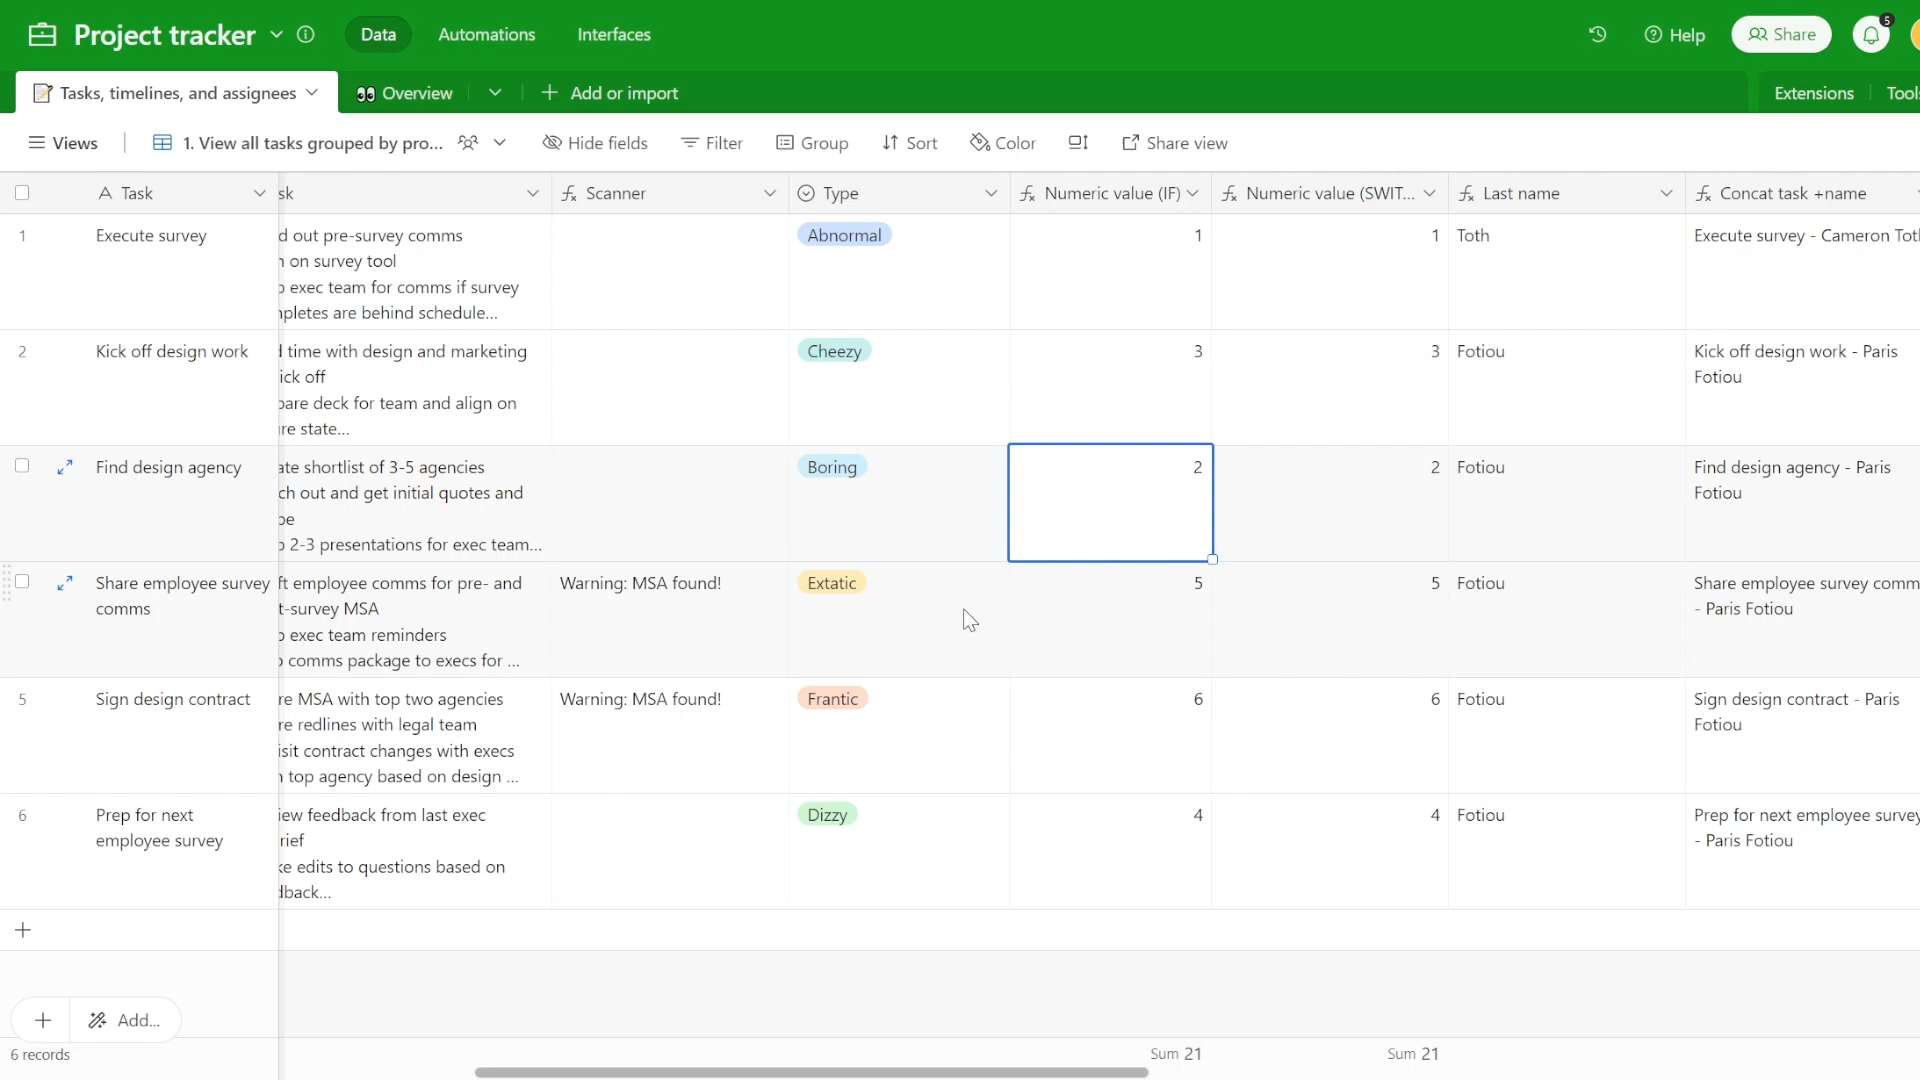 Project tracker
Data
Automations
Interfaces
Help
Share
5
Tasks, timelines, and assignees
Overview
Add or import
Extensions
Views
1. View all tasks grouped by pro...
Hide fields
Filter
Group
Sort
Color
Share view
Task
sk
Scanner
Type
Numeric value (IF)
Numeric value (SWIT...
Last name
Concat task +name
1
Execute survey
d out pre-survey comms
on survey tool
exec team for comms if survey
pletes are behind schedule...
Abnormal
1
1
Toth
Execute survey - Cameron
2
Kick off design work
time with design and marketing
ick off
are deck for team and align on
re state...
Cheezy
3
3
Fotiou
Kick off design work - Paris
Fotiou
Find design agency
ate shortlist of 3-5 agencies
ch out and get initial quotes and
pe
2-3 presentations for exec team...
Boring
2
2
Fotiou
Find design agency - Paris
Fotiou
Share employee survey
comms
ft employee comms for pre- and
t-survey MSA
exec team reminders
comms package to execs for ...
Warning: MSA found!
Extatic
5
5
Fotiou
Share employee survey comm
- Paris Fotiou
5
Sign design contract
re MSA with top two agencies
re redlines with legal team
isit contract changes with execs
top agency based on design ...
Warning: MSA found!
Frantic
6
6
Fotiou
Sign design contract - Paris
Fotiou
6
Prep for next
employee survey
iew feedback from last exec
rief
ke edits to questions based on
dback...
Dizzy
4
4
Fotiou
Prep for next employee survey
- Paris Fotiou
Add...
6 records
Sum 21
Sum 21